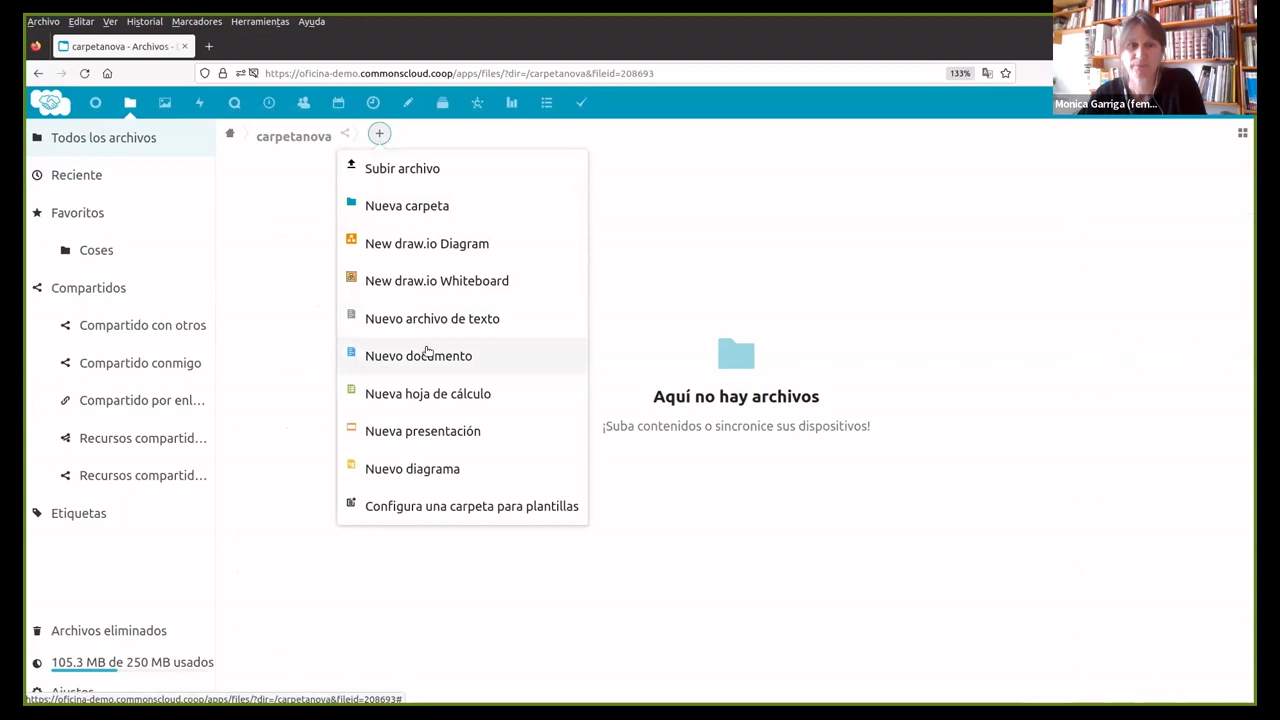 Archivo Editar Ver Historial Marcadores Herramientas Ayuda
carpetanova - Archivos - (
https://oficina-demo.commonscloud.coop/apps/files/?dir=/carpetanova&fileid=208693
133%
Monica Garriga (fem...
Todos los archivos
carpetanova
Reciente
Favoritos
Coses
Compartidos
Compartido con otros
Compartido conmigo
Compartido por enl...
Recursos compartid...
Recursos compartid...
Etiquetas
Archivos eliminados
105.3 MB de 250 MB usados
Ajustes
Subir archivo
Nueva carpeta
New draw.io Diagram
New draw.io Whiteboard
Nuevo archivo de texto
Nuevo documento
Nueva hoja de cálculo
Nueva presentación
Nuevo diagrama
Configura una carpeta para plantillas
Aquí no hay archivos
¡Suba contenidos o sincronice sus dispositivos!
https://oficina-demo.commonscloud.coop/apps/files/?dir=/carpetanova&fileid=208693#